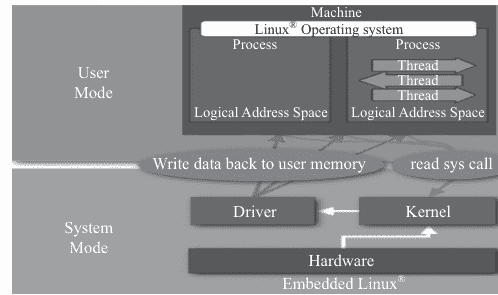 Machine
Linux® Operating system
Process
Process
Thread
Thread
Thread
Logical Address Space
Logical Address Space
User
Mode
Write data back to user memory
read sys call
Driver
Kernel
System
Mode
Hardware
Embedded Linux®